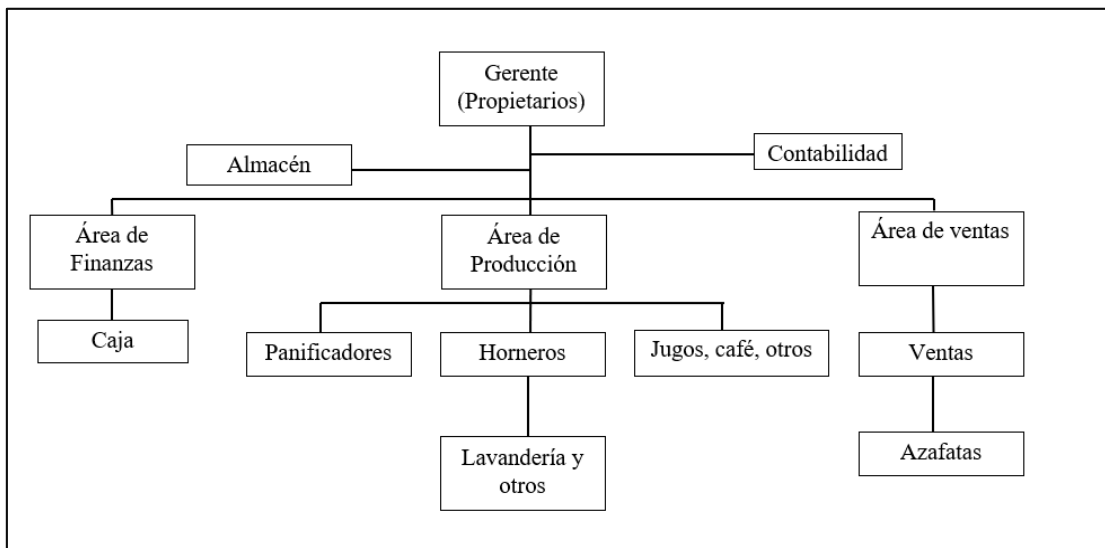 Gerente
(Propietarios)
Almacén
Contabilidad
Área de
Finanzas
Área de
Producción
Área de ventas
Caja
Panificadores
Horneros
Jugos, café, otros
Ventas
Lavandería y
otros
Azafatas